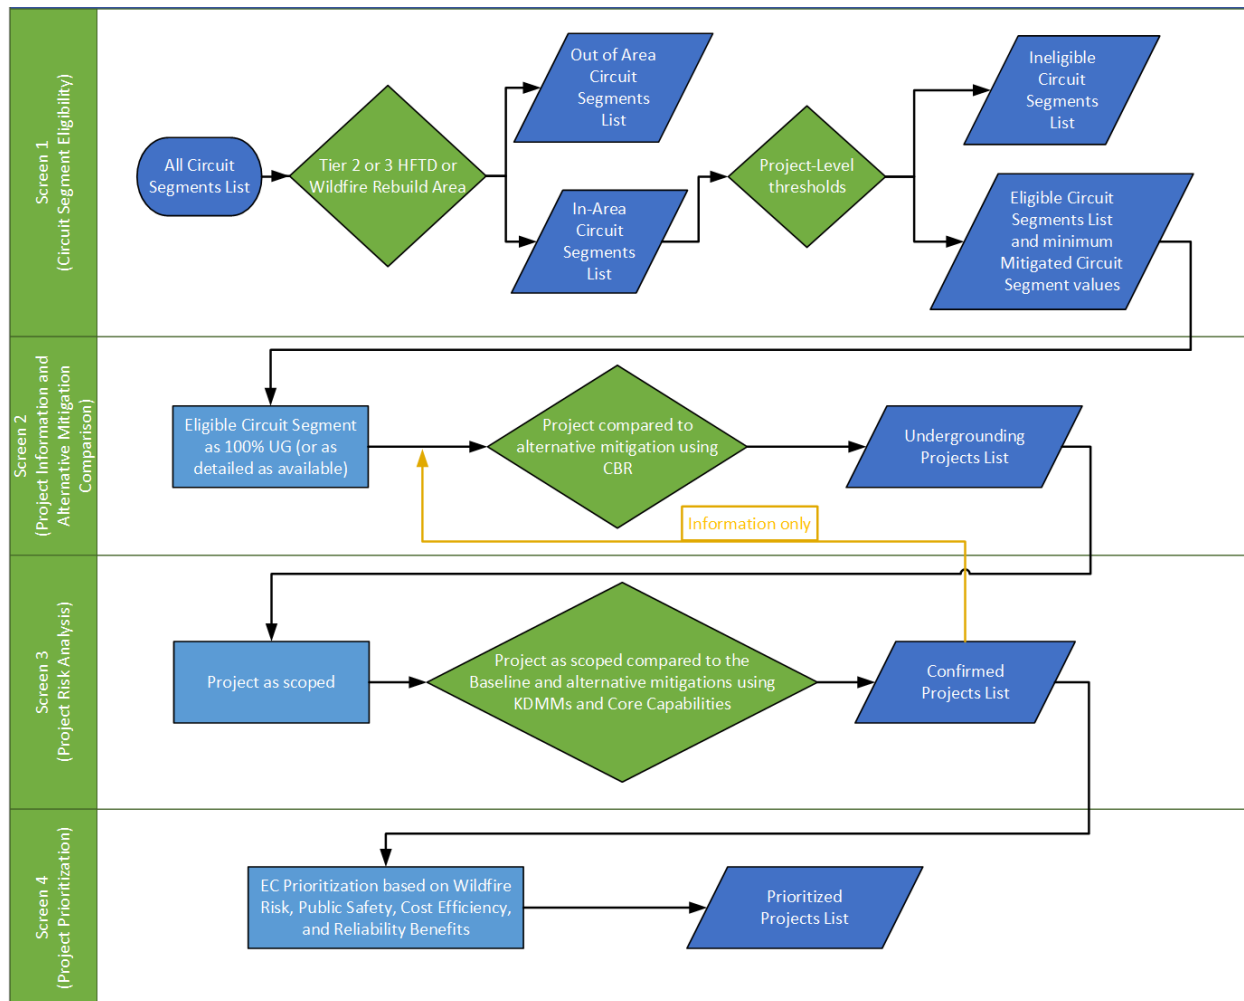 Screen 1
(Circuit Segment Eligibility)
All Circuit
Segments List
Tier 2 or 3 HFTD or
Wildfire Rebuild Area
Out of Area
Circuit
Segments
List
In-Area
Circuit
Segments
List
Project-Level
thresholds
Ineligible
Circuit
Segments
List
Eligible Circuit
Segments List
and minimum
Mitigated Circuit
Segment values
Screen 2
(Project Information and
Alternative Mitigation
Comparison)
Eligible Circuit Segment
as 100% UG (or as
detailed as available)
Project compared to
alternative mitigation using
CBR
Undergrounding
Projects List
Information only
Screen 3
(Project Risk Analysis)
Project as scoped
Project as scoped compared to the
Baseline and alternative mitigations using
KDMMs and Core Capabilities
Confirmed
Projects List
Screen 4
(Project Prioritization)
EC Prioritization based on Wildfire
Risk, Public Safety, Cost Efficiency,
and Reliability Benefits
Prioritized
Projects List